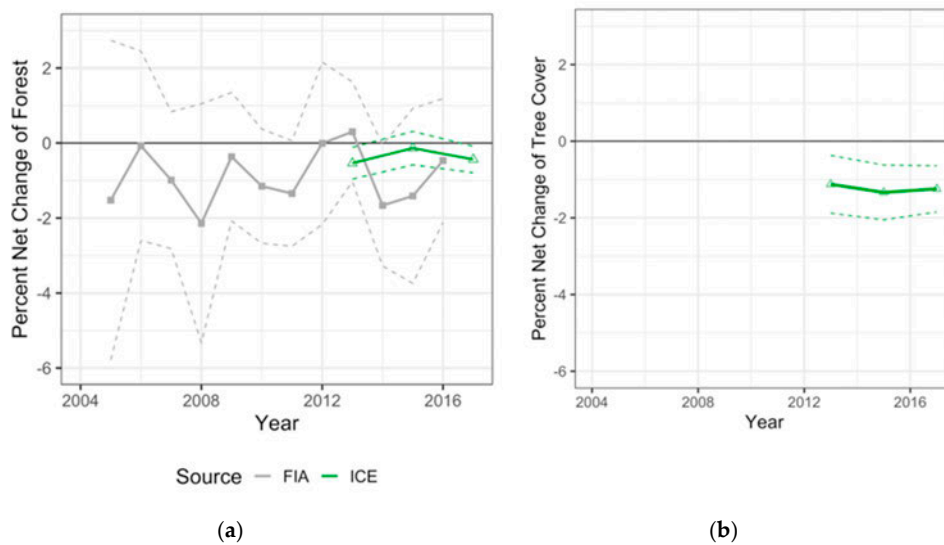 Percent Net Change of Forest
2
0
-2
-4
-6
2004
2008
2012
2016
Year
Source FIA ICE
(a)
Percent Net Change of Tree Cover
2
0
-2
-4
-6
2004
2008
2012
2016
Year
(b)